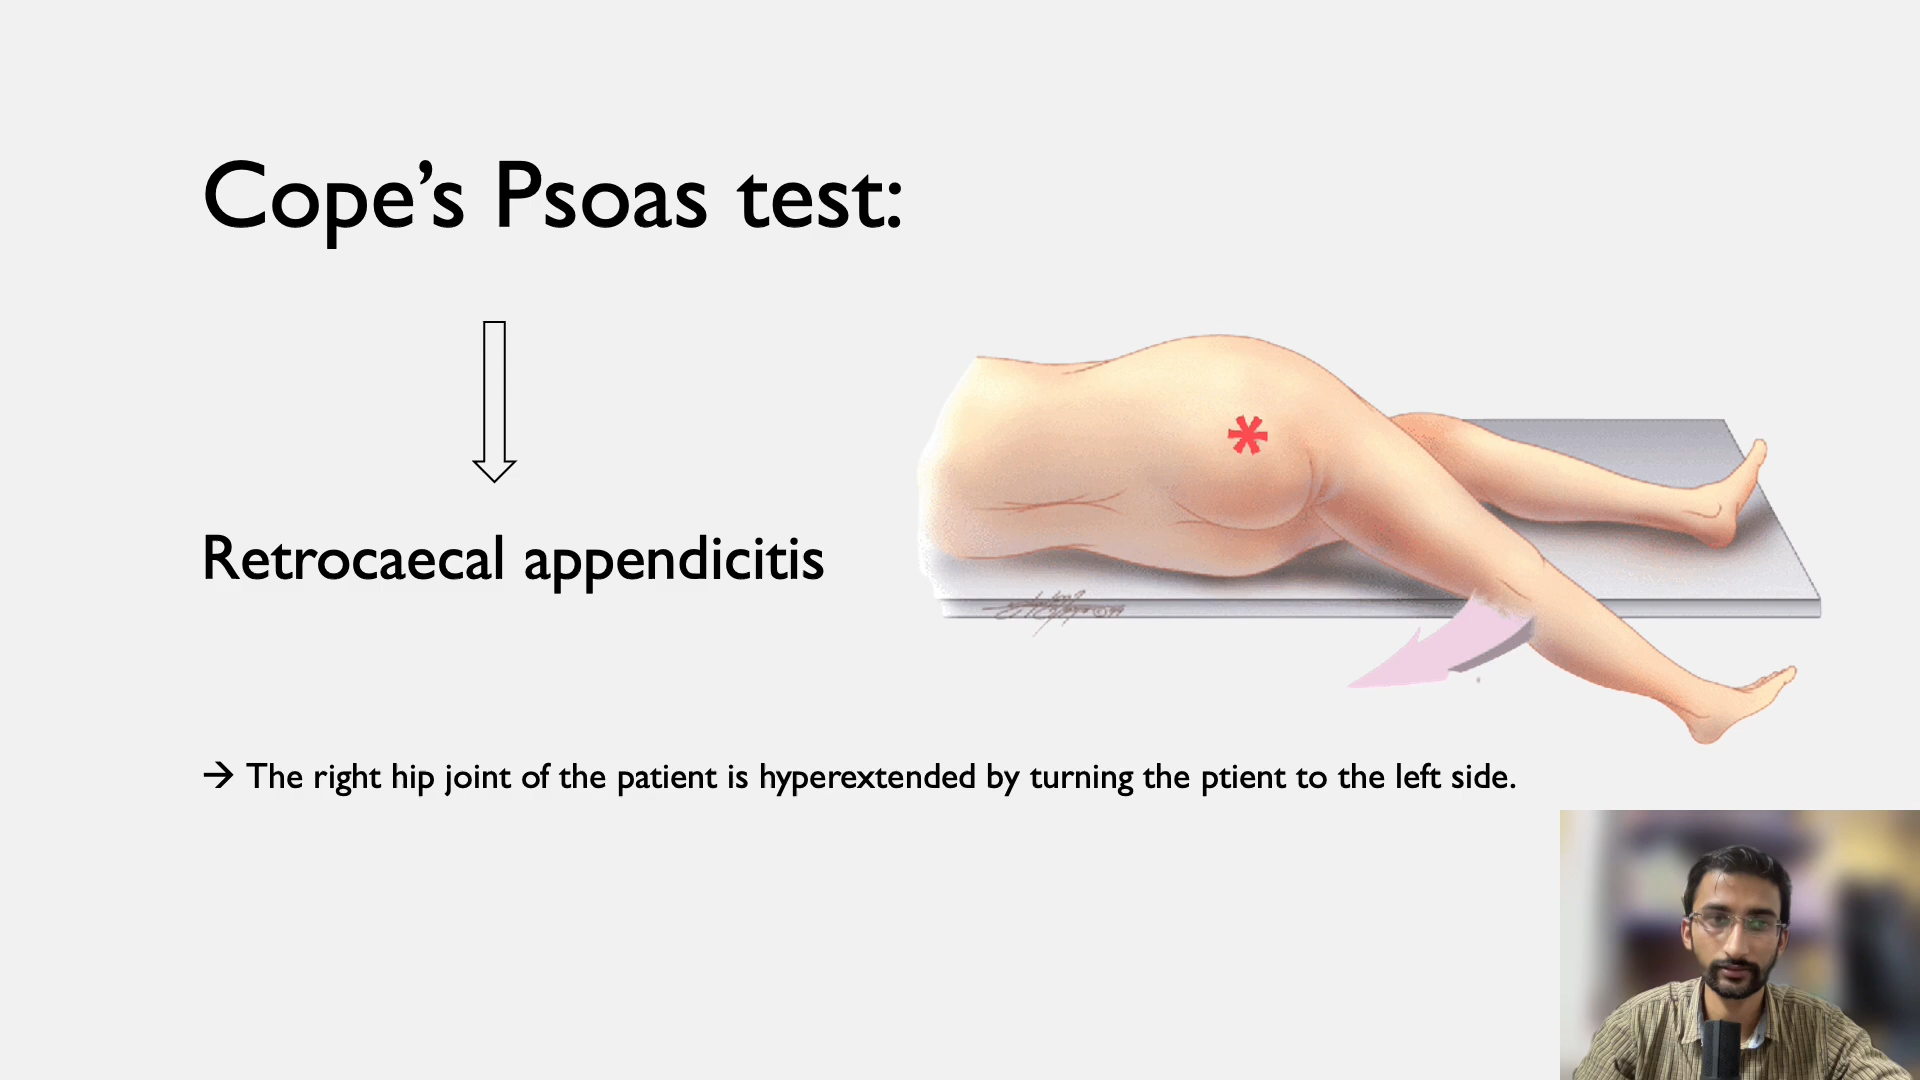 Cope’s Psoas test:
Retrocaecal appendicitis
→ The right hip joint of the patient is hyperextended by turning the ptient to the left side.